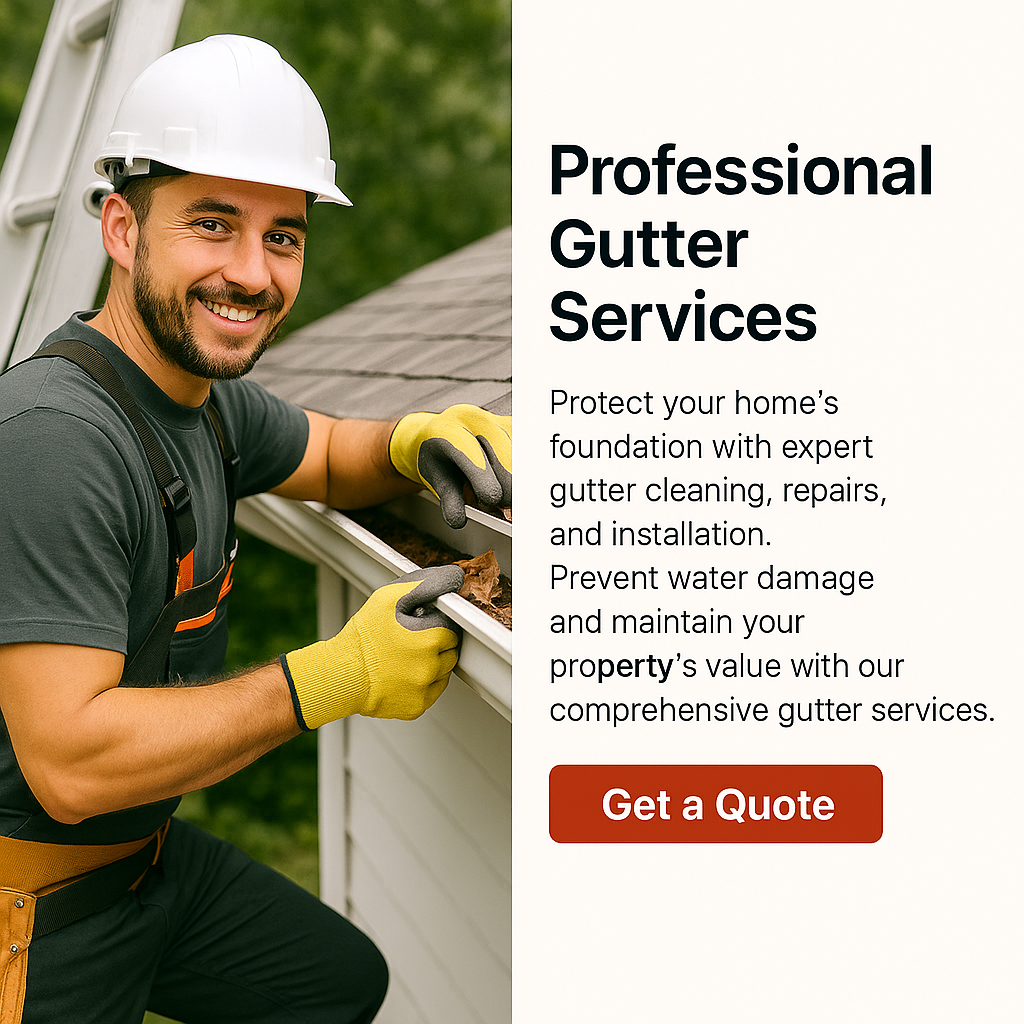 Professional
Gutter
Services
Protect your home’s
foundation with expert
gutter cleaning, repairs,
and installation.
Prevent water damage
and maintain your
property’s value with our
comprehensive gutter services.
Get a Quote